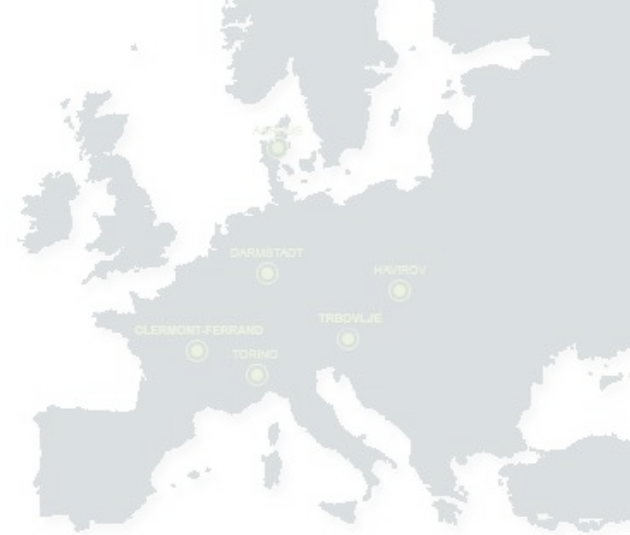 DARMSTADT
HAVIROV
TRBOVLJE
CLERMONT-FERRAND
TORINO